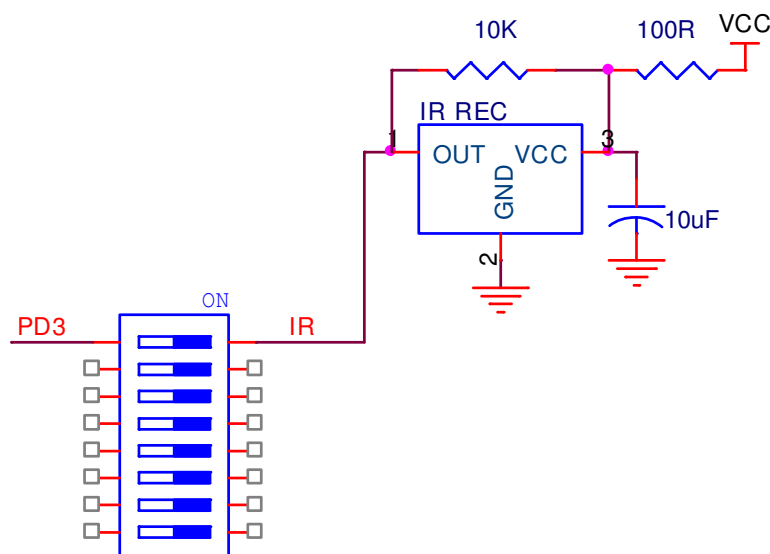 10K
100R
VCC
IR REC
1
3
OUT
VCC
GND
2
10uF
ON
PD3
IR